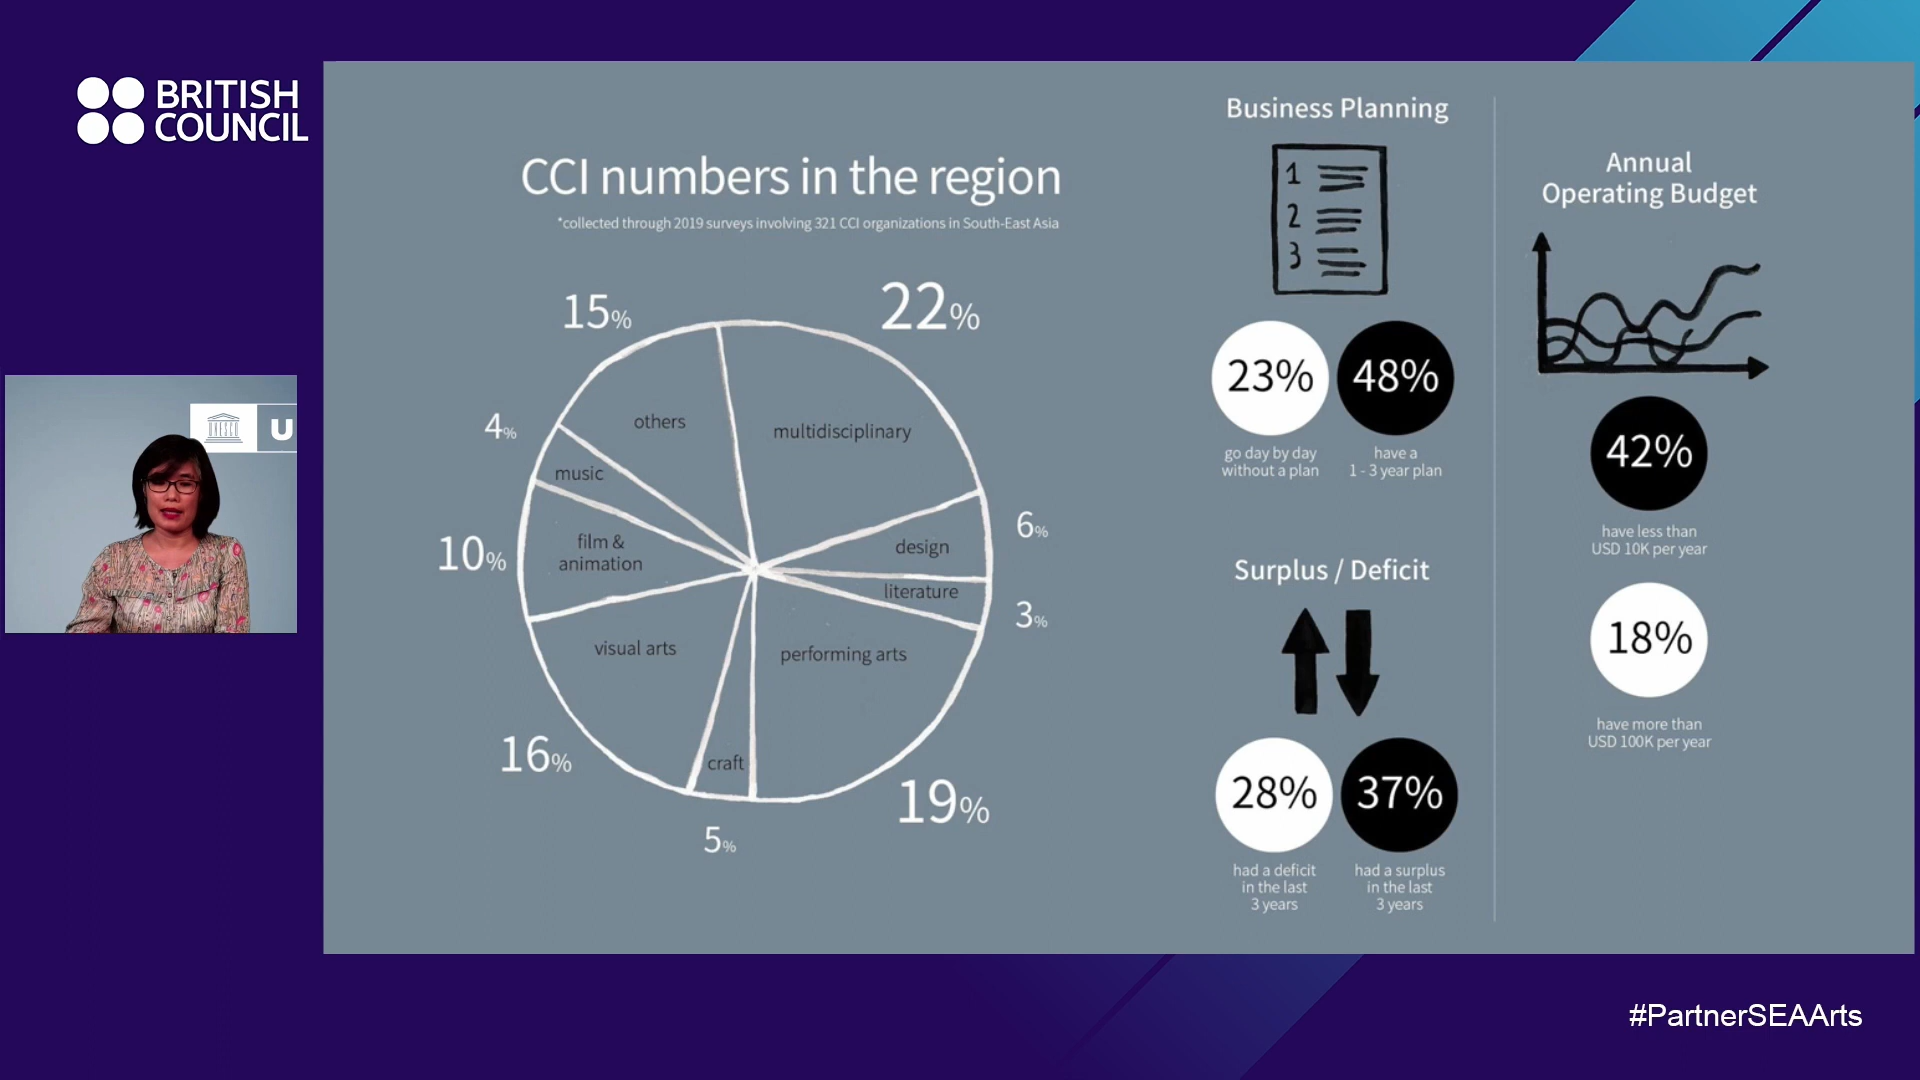 BRITISH
COUNCIL
CCI numbers in the region
*collected through 2019 surveys involving 321 CCI organizations in South-East Asia
15%
22%
4%
others
multidisciplinary
music
6%
10%
film &
animation
design
literature
3%
visual arts
performing arts
16%
craft
19%
5%
Business Planning
1
2
3
23%
48%
go day by day
without a plan
have a
1 - 3 year plan
Surplus / Deficit
28%
37%
had a deficit
in the last
3 years
had a surplus
in the last
3 years
Annual
Operating Budget
42%
have less than
USD 10K per year
18%
have more than
USD 100K per year
UNESCO
U
#PartnerSEAArts